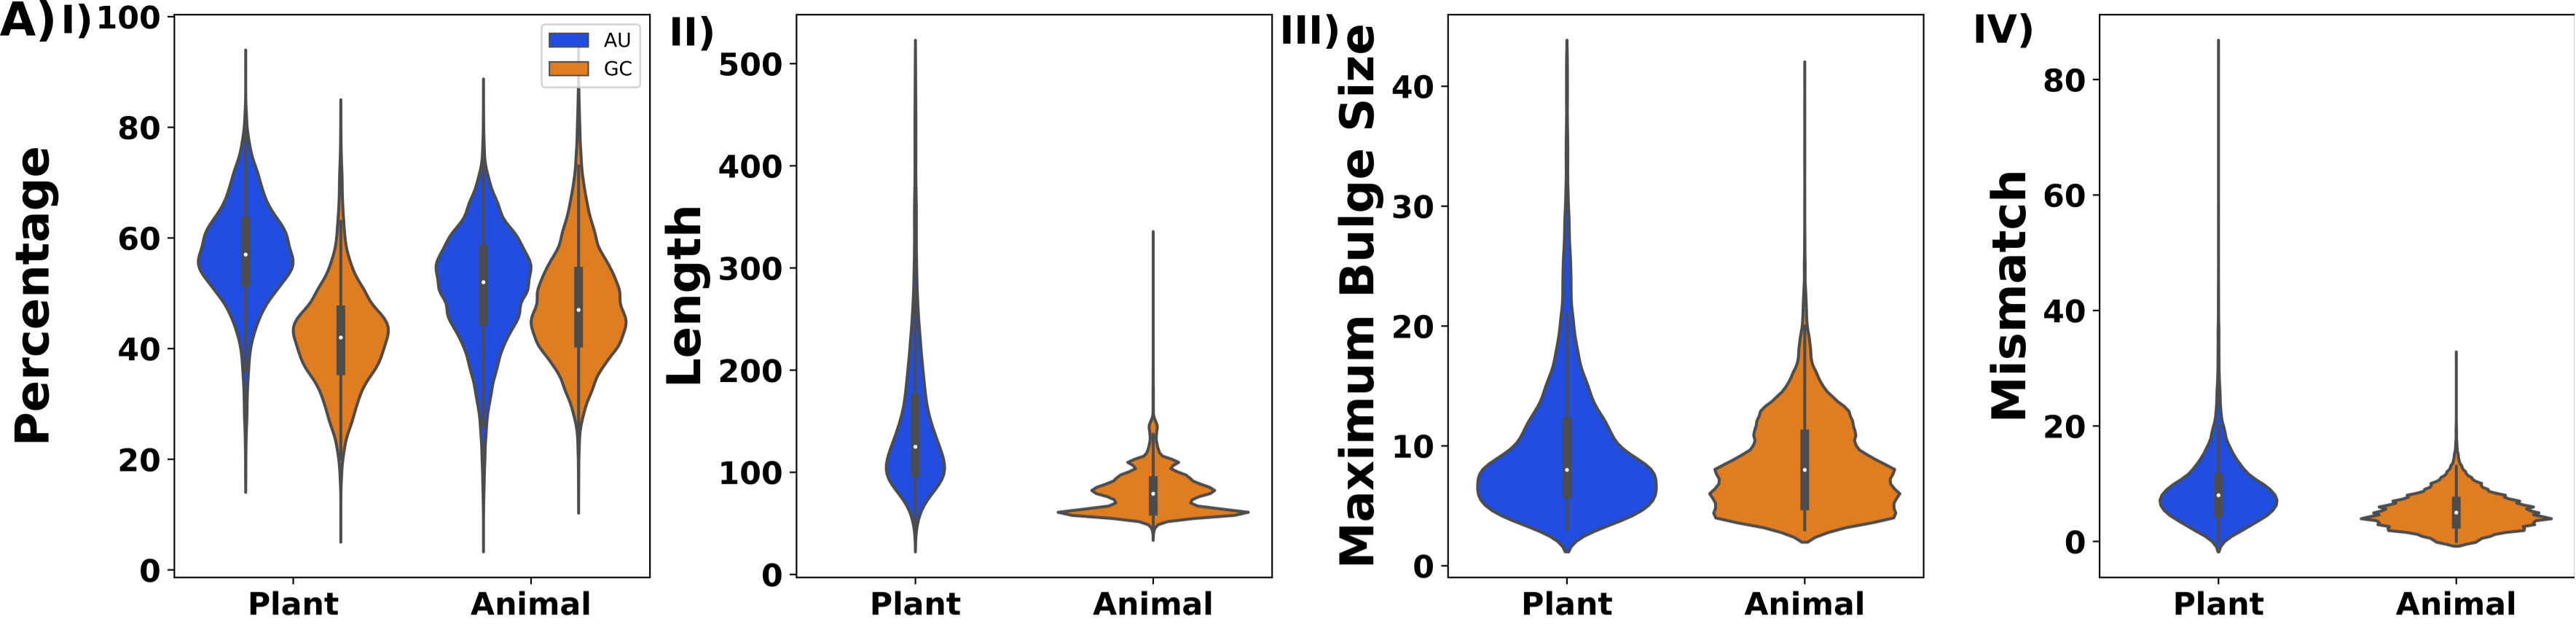 A) I)
Percentage
100
80
60
40
20
0
AU
GC
Plant Animal
II)
Length
500
400
300
200
100
0
Plant Animal
III)
Maximum Bulge Size
40
30
20
10
0
Plant Animal
IV)
Mismatch
80
60
40
20
0
Plant Animal